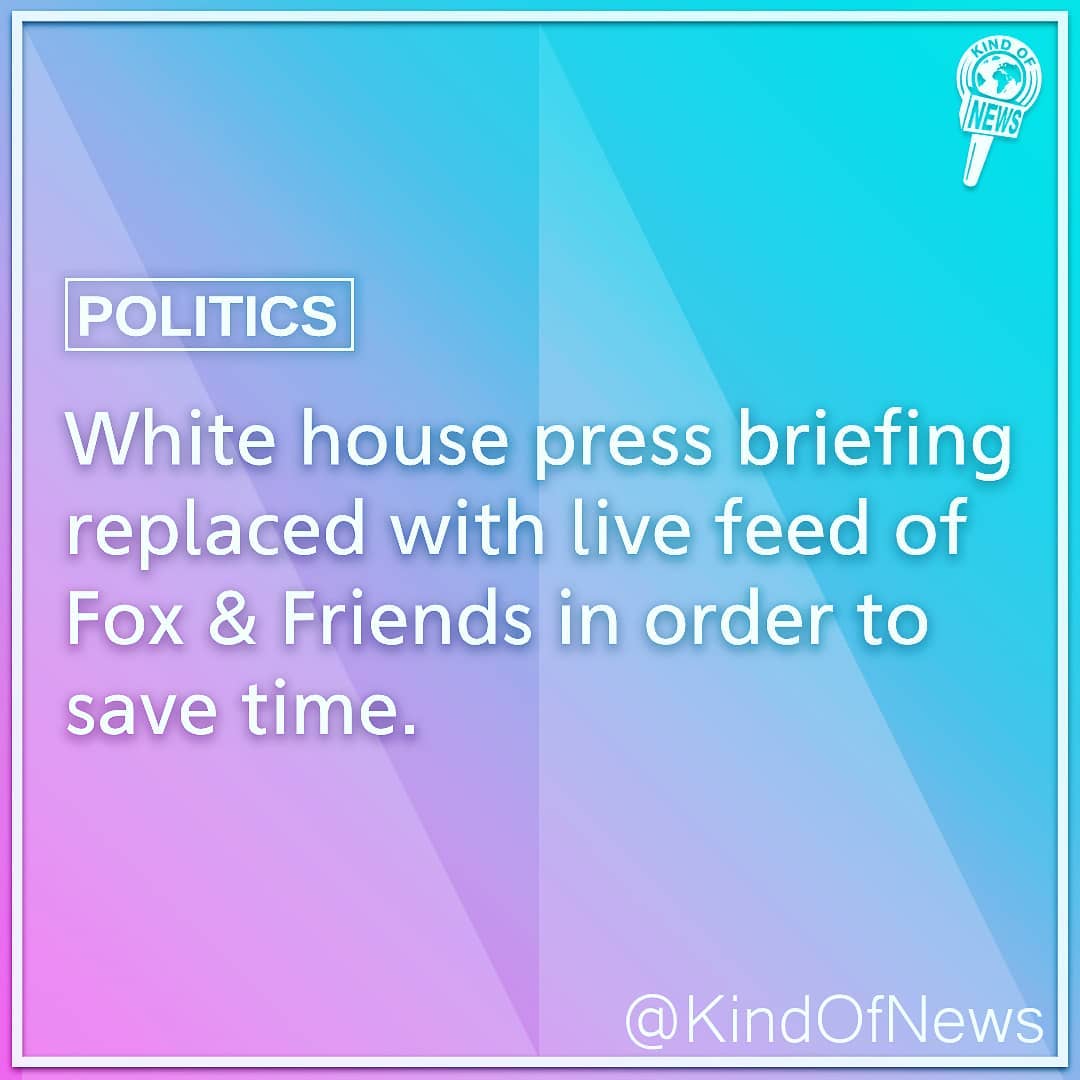 KIND OF
NEWS
POLITICS
White house press briefing
replaced with live feed of
Fox & Friends in order to
save time.
@KindOfNews